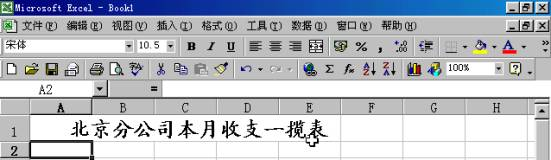 Microsoft Excel - Book1
文件(F) 编辑(E) 视图(V) 插入(I) 格式(O) 工具(T) 数据(D) 窗口(W) 帮助(H)
宋体 10.5 B I U % ,
Σ fx 100%
A2 =
A B C D E F G H
1 北京分公司本月收支一揽表
2